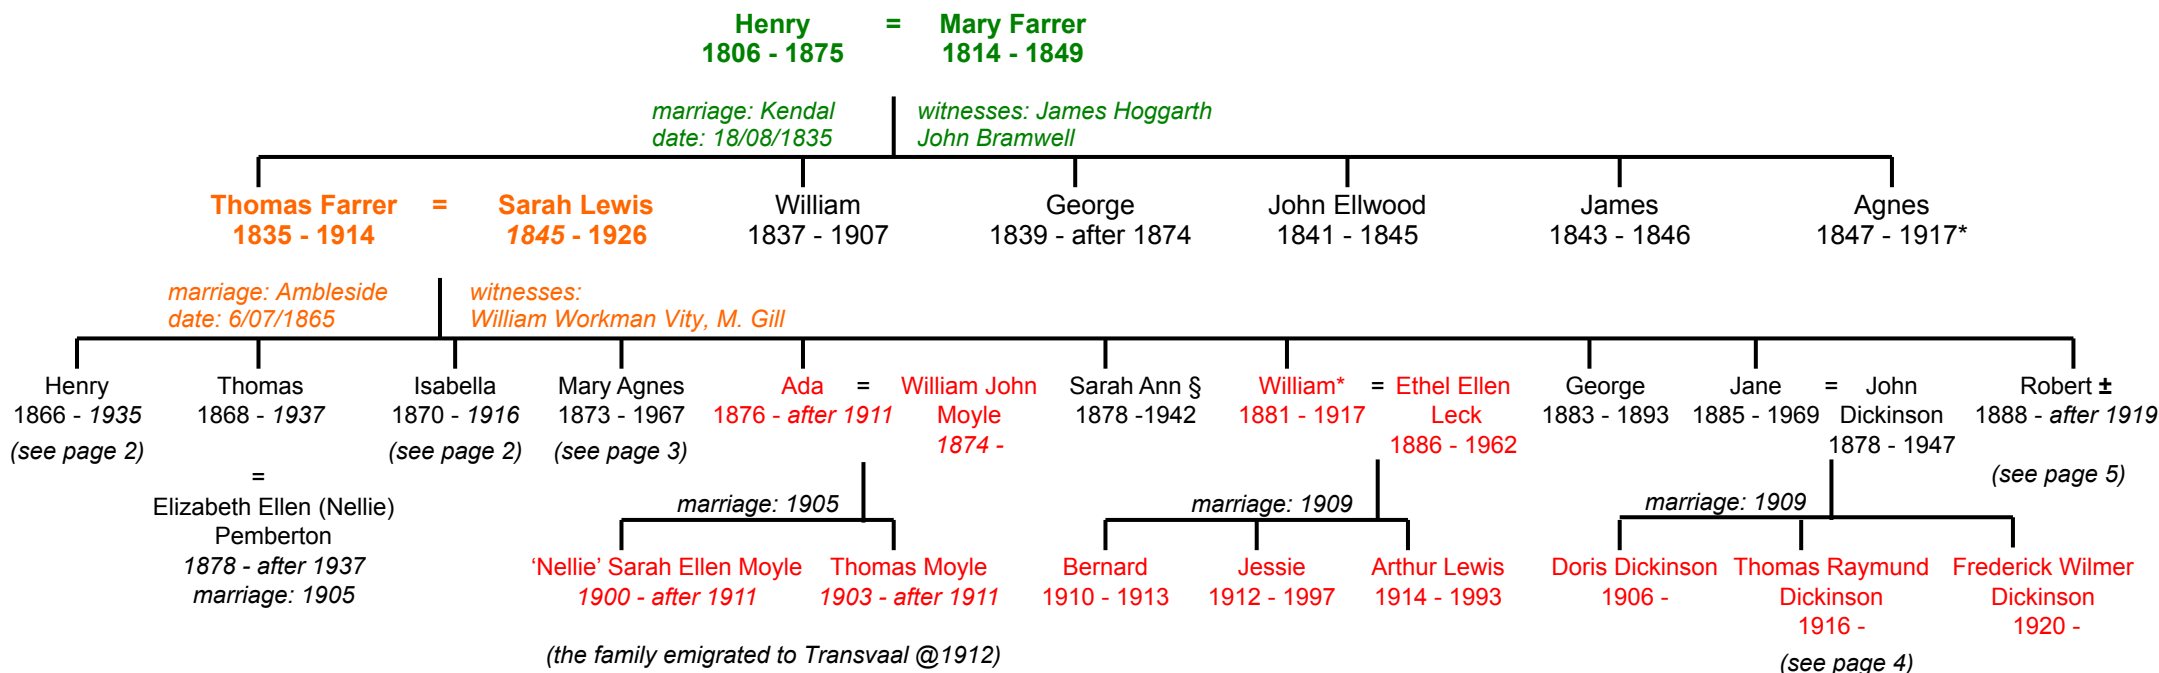 Henry = Mary Farrer
1806 - 1875 1814 - 1849
marriage: Kendal witnesses: James Hoggarth
date: 18/08/1835 John Bramwell
Thomas Farrer = Sarah Lewis William George John Ellwood James Agnes
1835 - 1914 1845 - 1926 1837 - 1907 1839 - after 1874 1841 - 1845 1843 - 1846 1847 - 1917*
marriage: Ambleside witnesses:
date: 6/07/1865 William Workman Vity, M. Gill
Henry Thomas Isabella Mary Agnes Ada = William John Sarah Ann § William* = Ethel Ellen George Jane = John Robert ±
1866 - 1935 1868 - 1937 1870 - 1916 1873 - 1967 1876 - after 1911 Moyle 1878 -1942 1881 - 1917 Leck 1883 - 1893 1885 - 1969 Dickinson 1888 - after 1919
(see page 2) (see page 2) (see page 3) 1874 - 1886 - 1962 1878 - 1947
= (see page 5)
Elizabeth Ellen (Nellie) marriage: 1905 marriage: 1909 marriage: 1909
Pemberton
1878 - after 1937 'Nellie' Sarah Ellen Moyle Thomas Moyle Bernard Jessie Arthur Lewis Doris Dickinson Thomas Raymund Frederick Wilmer
marriage: 1905 1900 - after 1911 1903 - after 1911 1910 - 1913 1912 - 1997 1914 - 1993 1906 - Dickinson Dickinson
1916 - 1920 -
(the family emigrated to Transvaal @1912) (see page 4)